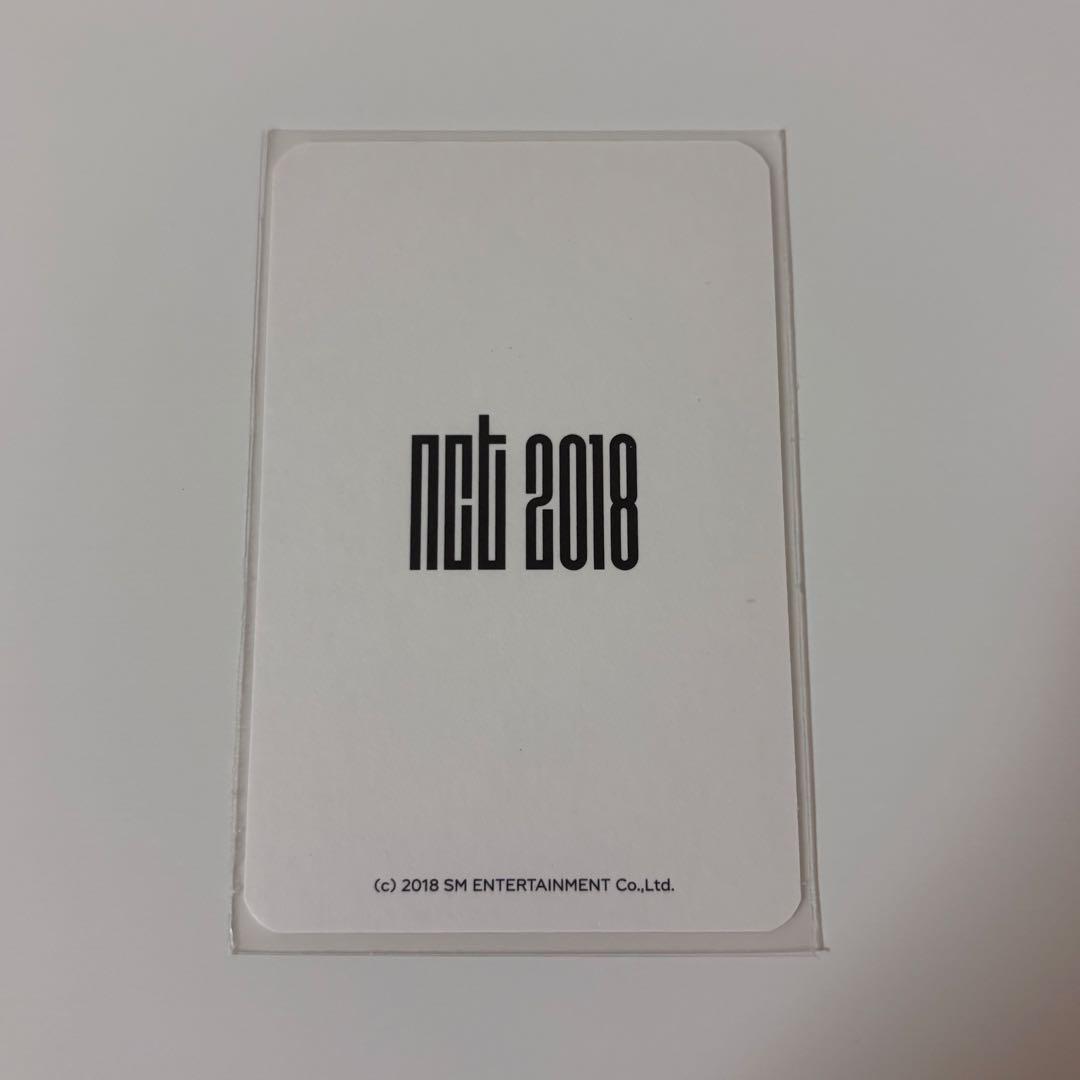 nct 2018
(c) 2018 SM ENTERTAINMENT Co.,Ltd.